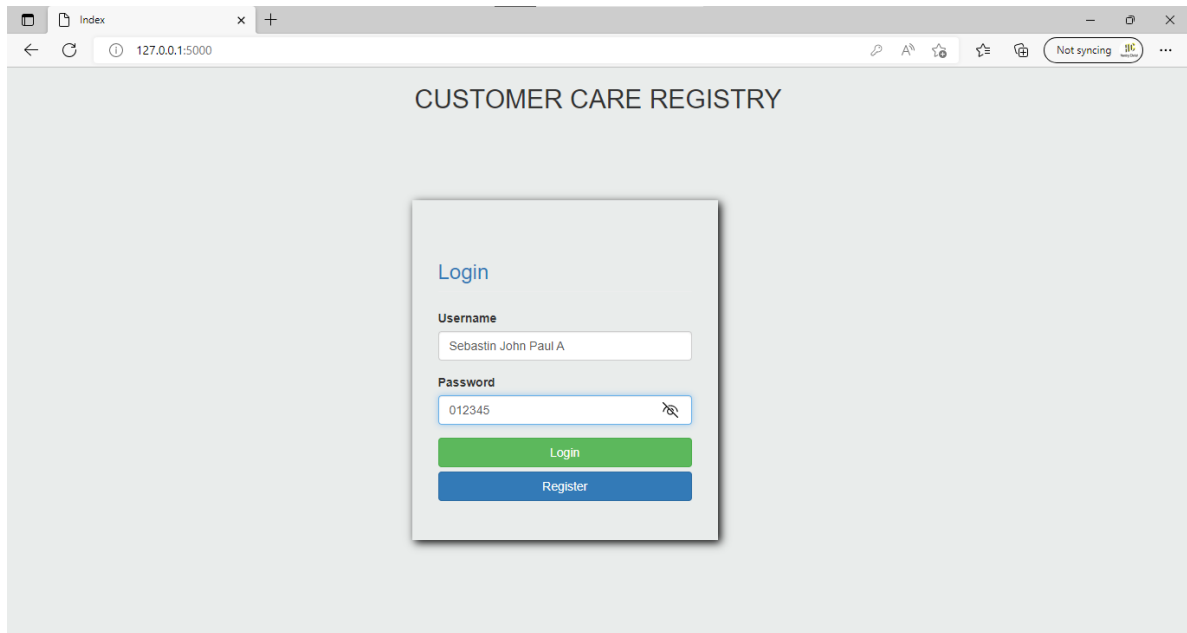 Index
127.0.0.1:5000
Not syncing
CUSTOMER CARE REGISTRY
Login
Username
Sebastin John Paul A
Password
012345
Login
Register